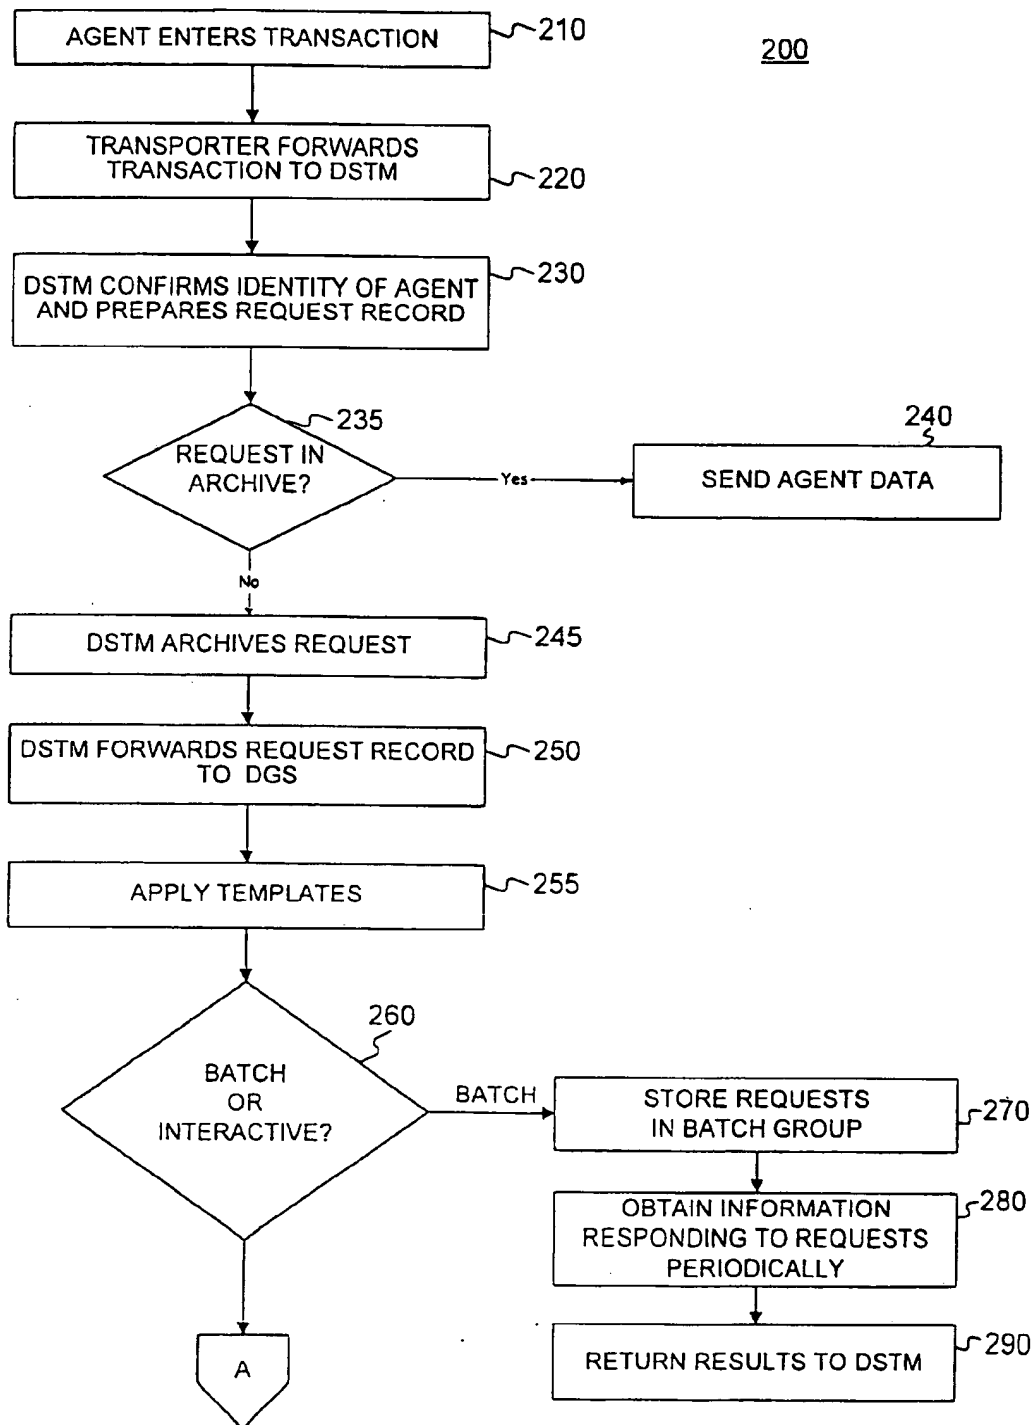 AGENT ENTERS TRANSACTION
210
200
TRANSPORTER FORWARDS
TRANSACTION TO DSTM
220
DSTM CONFIRMS IDENTITY OF AGENT
AND PREPARES REQUEST RECORD
230
235
REQUEST IN
ARCHIVE?
Yes
240
SEND AGENT DATA
No
DSTM ARCHIVES REQUEST
245
DSTM FORWARDS REQUEST RECORD
TO DGS
250
APPLY TEMPLATES
255
260
BATCH
OR
INTERACTIVE?
BATCH
STORE REQUESTS
IN BATCH GROUP
270
OBTAIN INFORMATION
RESPONDING TO REQUESTS
PERIODICALLY
280
RETURN RESULTS TO DSTM
290
A